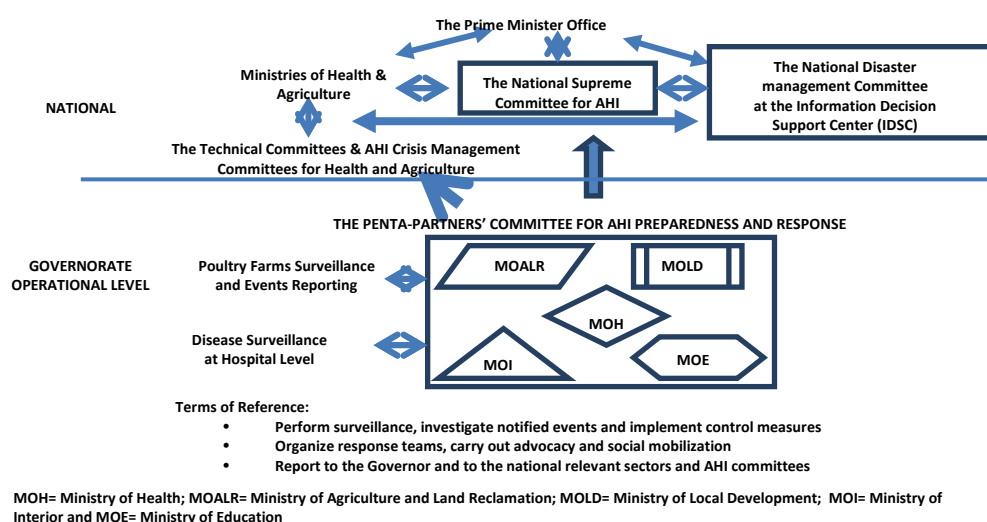 The Prime Minister Office
Ministries of Health &
Agriculture
The National Supreme
Committee for AHI
The National Disaster
management Committee
at the Information Decision
Support Center (IDSC)
NATIONAL
The Technical Committees & AHI Crisis Management
Committees for Health and Agriculture
THE PENTA-PARTNERS' COMMITTEE FOR AHI PREPAREDNESS AND RESPONSE
GOVERNORATE
OPERATIONAL LEVEL
Poultry Farms Surveillance
and Events Reporting
MOALR
MOLD
MOH
Disease Surveillance
at Hospital Level
MOI
MOE
Terms of Reference:
• Perform surveillance, investigate notified events and implement control measures
• Organize response teams, carry out advocacy and social mobilization
• Report to the Governor and to the national relevant sectors and AHI committees
MOH= Ministry of Health; MOALR= Ministry of Agriculture and Land Reclamation; MOLD= Ministry of Local Development; MOI= Ministry of
Interior and MOE= Ministry of Education